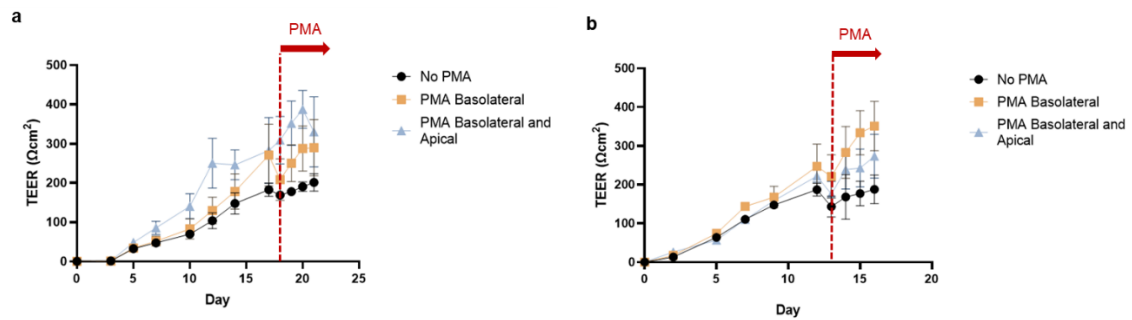 a
PMA
TEER (Ωcm²)
500
400
300
200
100
0
0
5
10
15
20
25
Day
No PMA
PMA Basolateral
PMA Basolateral and
Apical
b
PMA
TEER (Ωcm²)
500
400
300
200
100
0
0
5
10
15
20
Day
No PMA
PMA Basolateral
PMA Basolateral and
Apical